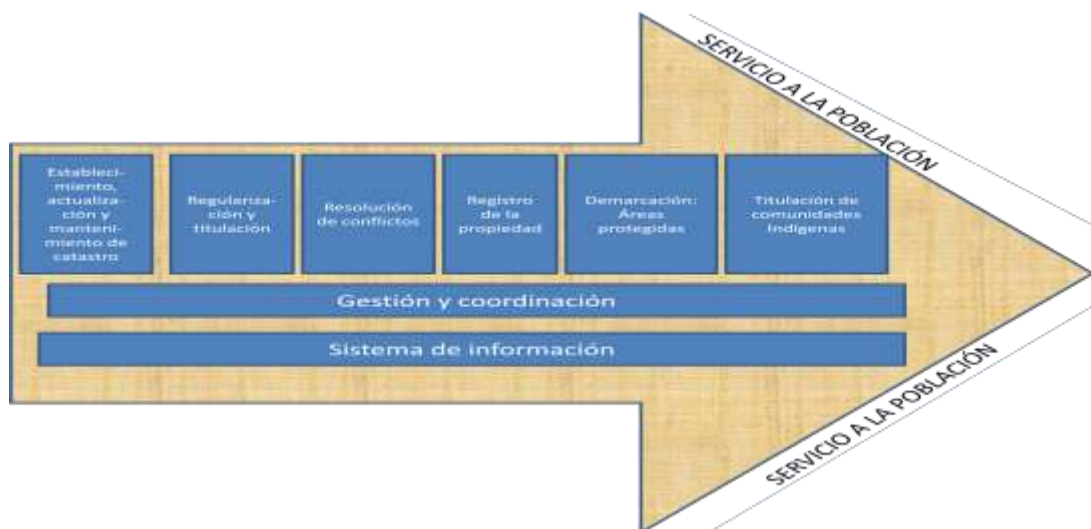 SERVICIO A LA POBLACIÓN
Estableci-
miento,
actualiza-
ción y
manteni-
miento de
catastro
Regulariza-
ción y
titulación
Resolución
de conflictos
Registro
de la
propiedad
Demarcación:
Áreas
protegidas
Titulación de
comunidades
Indígenas
Gestión y coordinación
Sistema de información
SERVICIO A LA POBLACIÓN